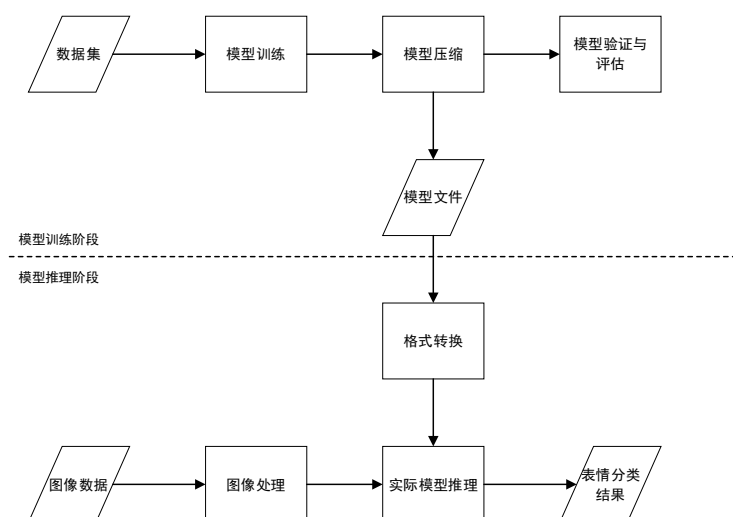 数据集
模型训练
模型压缩
模型验证与
评估
模型文件
模型训练阶段
模型推理阶段
格式转换
图像数据
图像处理
实际模型推理
表情分类
结果